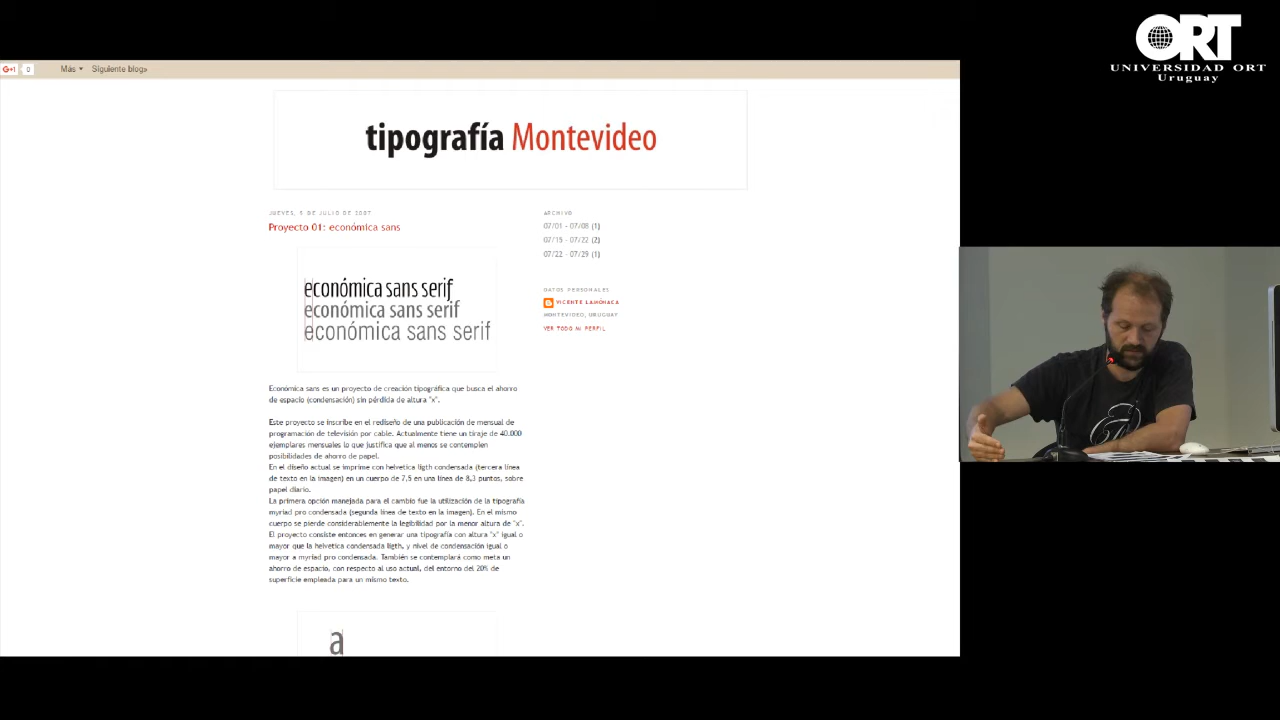 ORT
UNIVERSIDAD ORT
Uruguay
G+1 0 Más Siguiente blog»
tipografía Montevideo
JUEVES, 5 DE JULIO DE 2007
Proyecto 01: económica sans
económica sans serif
económica sans serif
económica sans serif
Económica sans es un proyecto de creación tipográfica que busca el ahorro
de espacio (condensación) sin pérdida de altura "x".
Este proyecto se inscribe en el rediseño de una publicación de mensual de
programación de televisión por cable. Actualmente tiene un tiraje de 40.000
ejemplares mensuales lo que justifica que al menos se contemplen
posibilidades de ahorro de papel.
En el diseño actual se imprime con helvetica ligth condensada (tercera línea
de texto en la imagen) en un cuerpo de 7,5 en una línea de 8,3 puntos, sobre
papel diario.
La primera opción manejada para el cambio fue la utilización de la tipografía
myriad pro condensada (segunda línea de texto en la imagen). En el mismo
cuerpo se pierde considerablemente la legibilidad por la menor altura de "x".
El proyecto consiste entonces en generar una tipografía con altura "x" igual o
mayor que la helvetica condensada ligth, y nivel de condensación igual o
mayor a myriad pro condensada. También se contemplará como meta un
ahorro de espacio, con respecto al uso actual, del entorno del 20% de
superficie empleada para un mismo texto.
a
ARCHIVO
07/01 - 07/08 (1)
07/15 - 07/22 (2)
07/22 - 07/29 (1)
DATOS PERSONALES
VICENTE LAMÓNACA
MONTEVIDEO, URUGUAY
VER TODO MI PERFIL